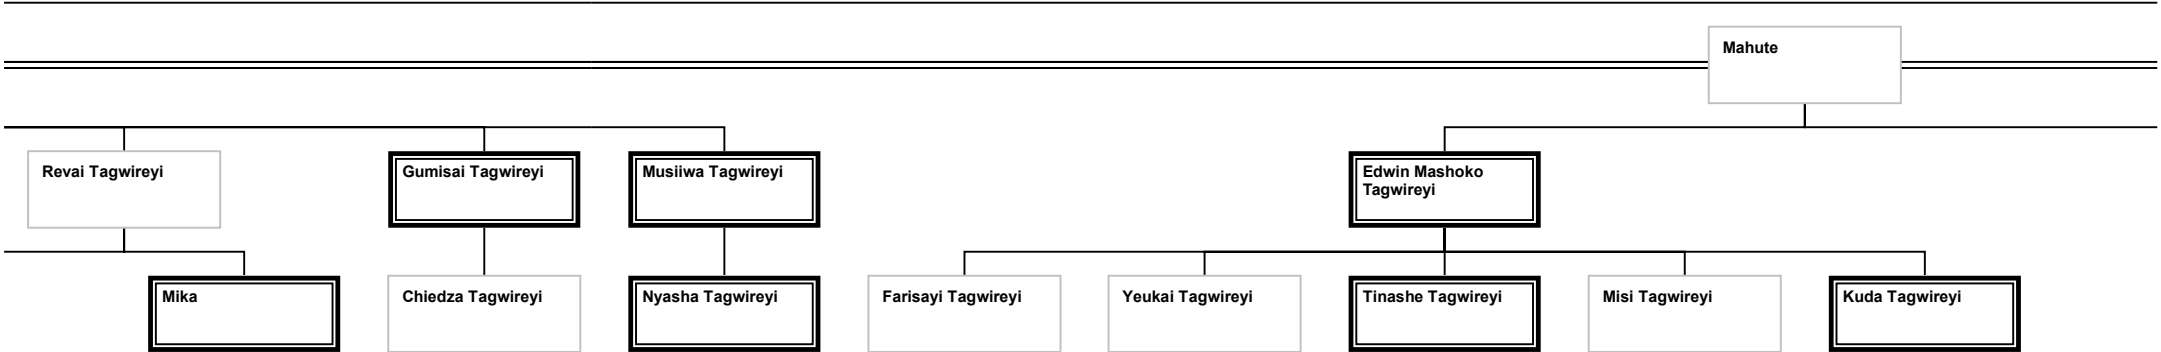 Mahute
Revai Tagwireyi
Gumisai Tagwireyi
Musiiwa Tagwireyi
Edwin Mashoko
Tagwireyi
Mika
Chiedza Tagwireyi
Nyasha Tagwireyi
Farisayi Tagwireyi
Yeukai Tagwireyi
Tinashe Tagwireyi
Misi Tagwireyi
Kuda Tagwireyi